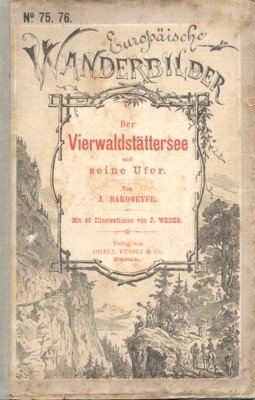 No 75. 76.
Europäische
WANDERBILDER
Der
Vierwaldstättersee
und
seine Ufer.
Von
J. HARDMEYER.
Mit 40 Illustrationen von J. WEBER.
Verlag von
ORELL FÜSSLI & Co.